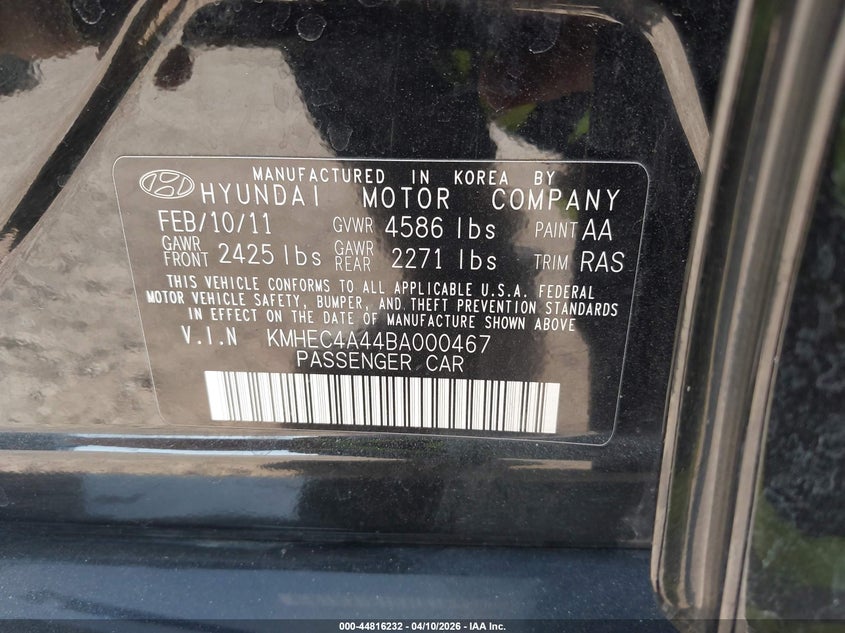 MANUFACTURED IN KOREA BY
HYUNDAI MOTOR COMPANY
FEB/10/11 GVWR 4586 lbs PAINT AA
GAWR FRONT 2425 lbs GAWR REAR 2271 lbs TRIM RAS
THIS VEHICLE CONFORMS TO ALL APPLICABLE U.S.A. FEDERAL
MOTOR VEHICLE SAFETY, BUMPER, AND THEFT PREVENTION STANDARDS
IN EFFECT ON THE DATE OF MANUFACTURE SHOWN ABOVE
V.I.N KMHEC4A44BA000467
PASSENGER CAR
000-44816232 - 04/10/2026 - IAA Inc.